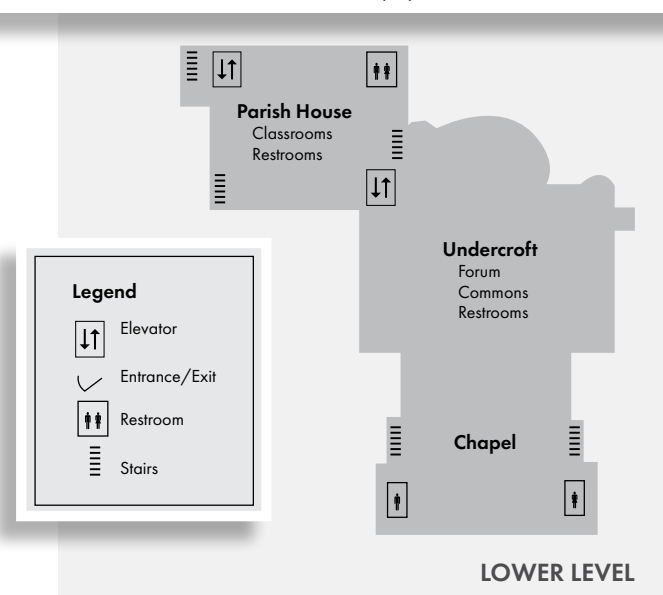 Parish House
Classrooms
Restrooms
Undercroft
Forum
Commons
Restrooms
Legend
Elevator
Entrance/Exit
Restroom
Stairs
Chapel
LOWER LEVEL